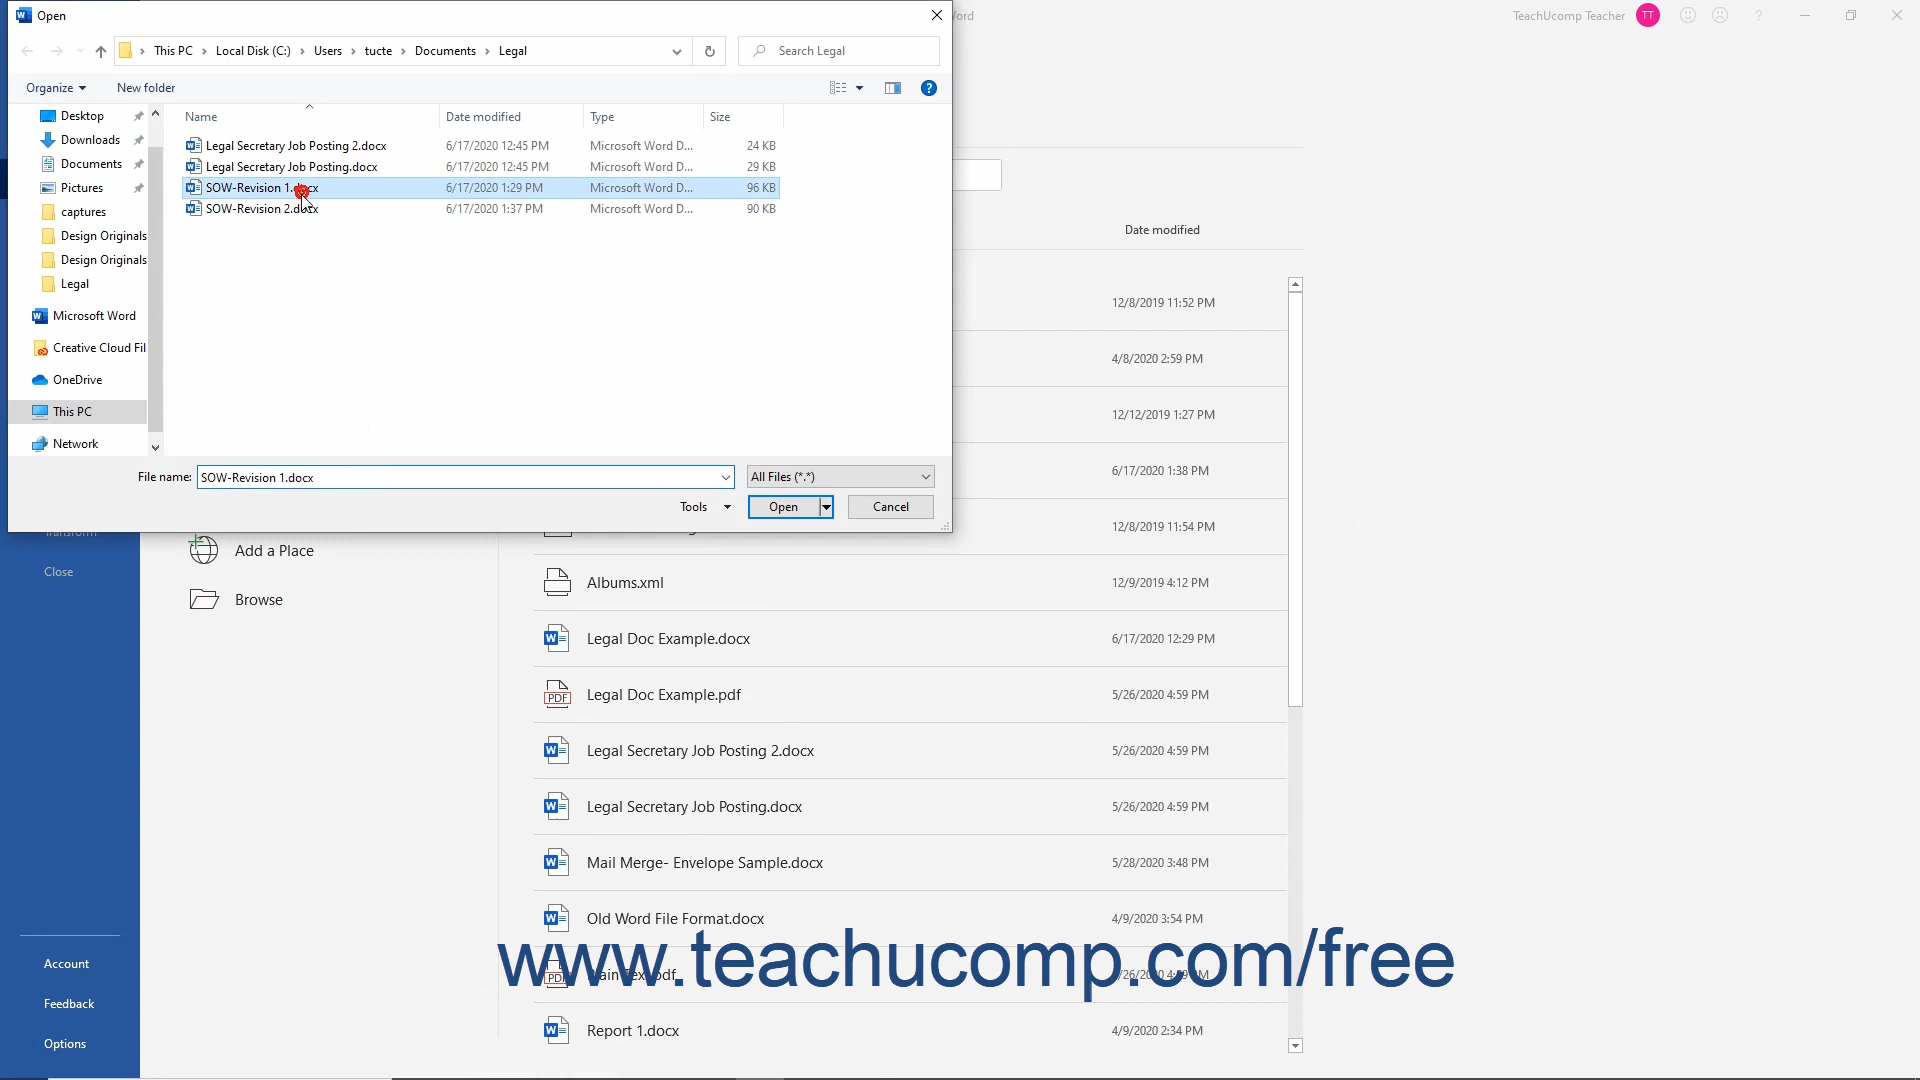 Open
ord
TeachUcomp Teacher
TT
?
This PC > Local Disk (C:) > Users > tucte > Documents > Legal
Search Legal
Organize
New folder
?
Name
Date modified
Type
Size
Desktop
Downloads
Documents
Pictures
captures
Design Originals
Design Originals
Legal
Microsoft Word
Creative Cloud Fil
OneDrive
This PC
Network
Legal Secretary Job Posting 2.docx 6/17/2020 12:45 PM Microsoft Word D... 24 KB
Legal Secretary Job Posting.docx 6/17/2020 12:45 PM Microsoft Word D... 29 KB
SOW-Revision 1.docx 6/17/2020 1:29 PM Microsoft Word D... 96 KB
SOW-Revision 2.docx 6/17/2020 1:37 PM Microsoft Word D... 90 KB
File name: SOW-Revision 1.docx
All Files (*.*)
Tools
Open
Cancel
Transform
Close
Account
Feedback
Options
Add a Place
Browse
Date modified
12/8/2019 11:52 PM
4/8/2020 2:59 PM
12/12/2019 1:27 PM
6/17/2020 1:38 PM
12/8/2019 11:54 PM
Albums.xml 12/9/2019 4:12 PM
Legal Doc Example.docx 6/17/2020 12:29 PM
PDF Legal Doc Example.pdf 5/26/2020 4:59 PM
Legal Secretary Job Posting 2.docx 5/26/2020 4:59 PM
Legal Secretary Job Posting.docx 5/26/2020 4:59 PM
Mail Merge- Envelope Sample.docx 5/28/2020 3:48 PM
Old Word File Format.docx 4/9/2020 3:54 PM
www.teachucomp.com/free
Report 1.docx 4/9/2020 2:34 PM